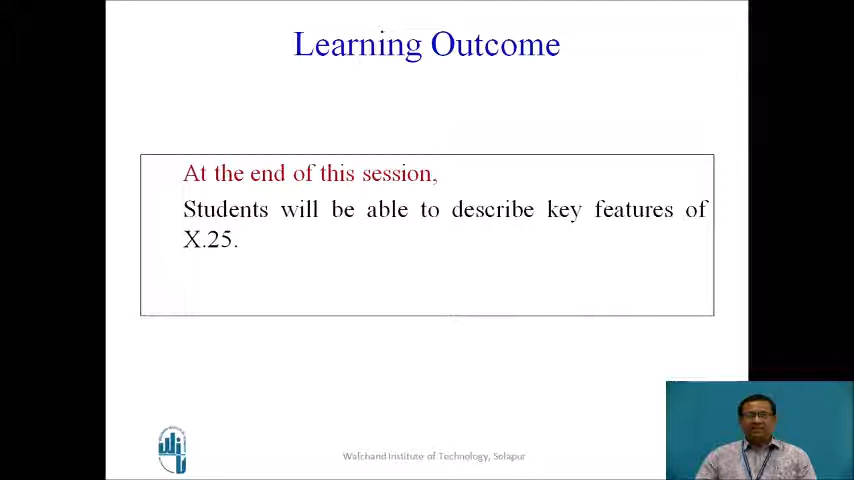 Learning Outcome
At the end of this session,
Students will be able to describe key features of
X.25.
Walchand Institute of Technology, Solapur